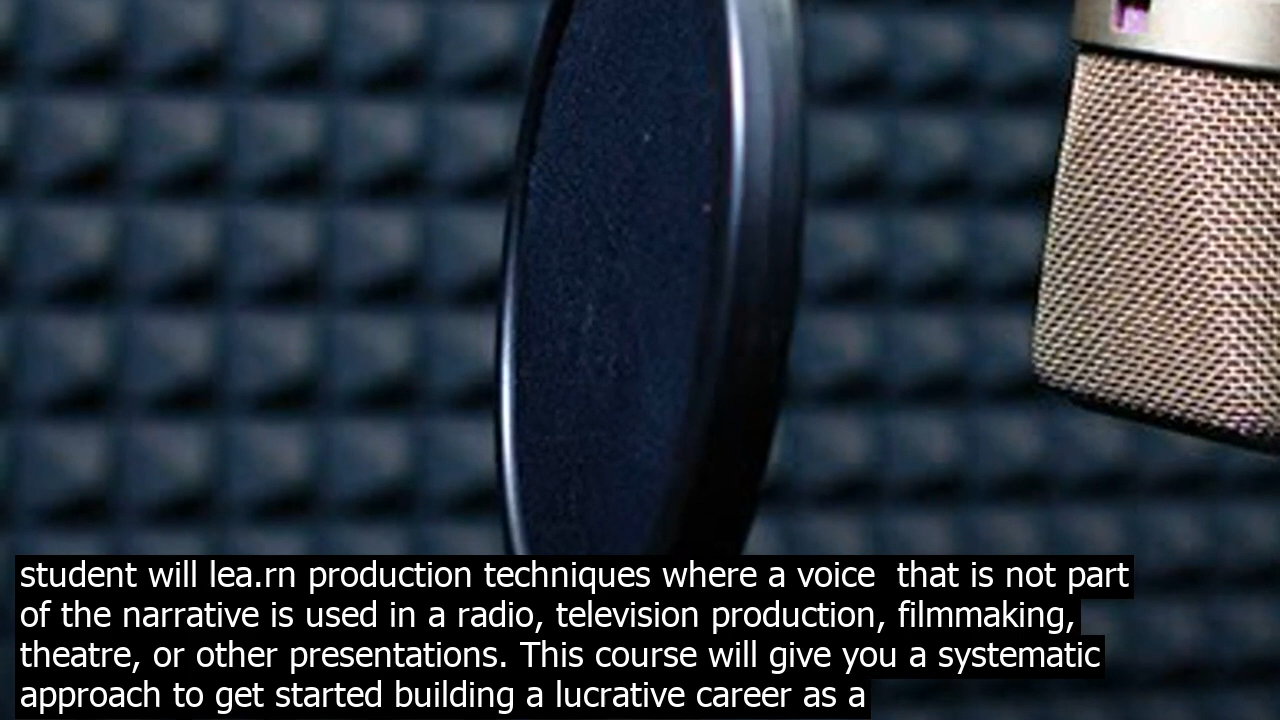 student will lea.rn production techniques where a voice  that is not part
of the narrative is used in a radio, television production, filmmaking,
theatre, or other presentations. This course will give you a systematic
approach to get started building a lucrative career as a